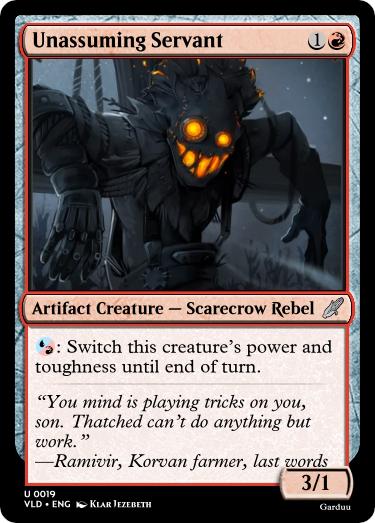 Unassuming Servant 1
Artifact Creature — Scarecrow Rebel
: Switch this creature's power and
toughness until end of turn.
“You mind is playing tricks on you,
son. Thatched can't do anything but
work.”
—Ramivir, Korvan farmer, last words
3/1
U 0019
VLD • ENG Klar Jezebeth
Garduu